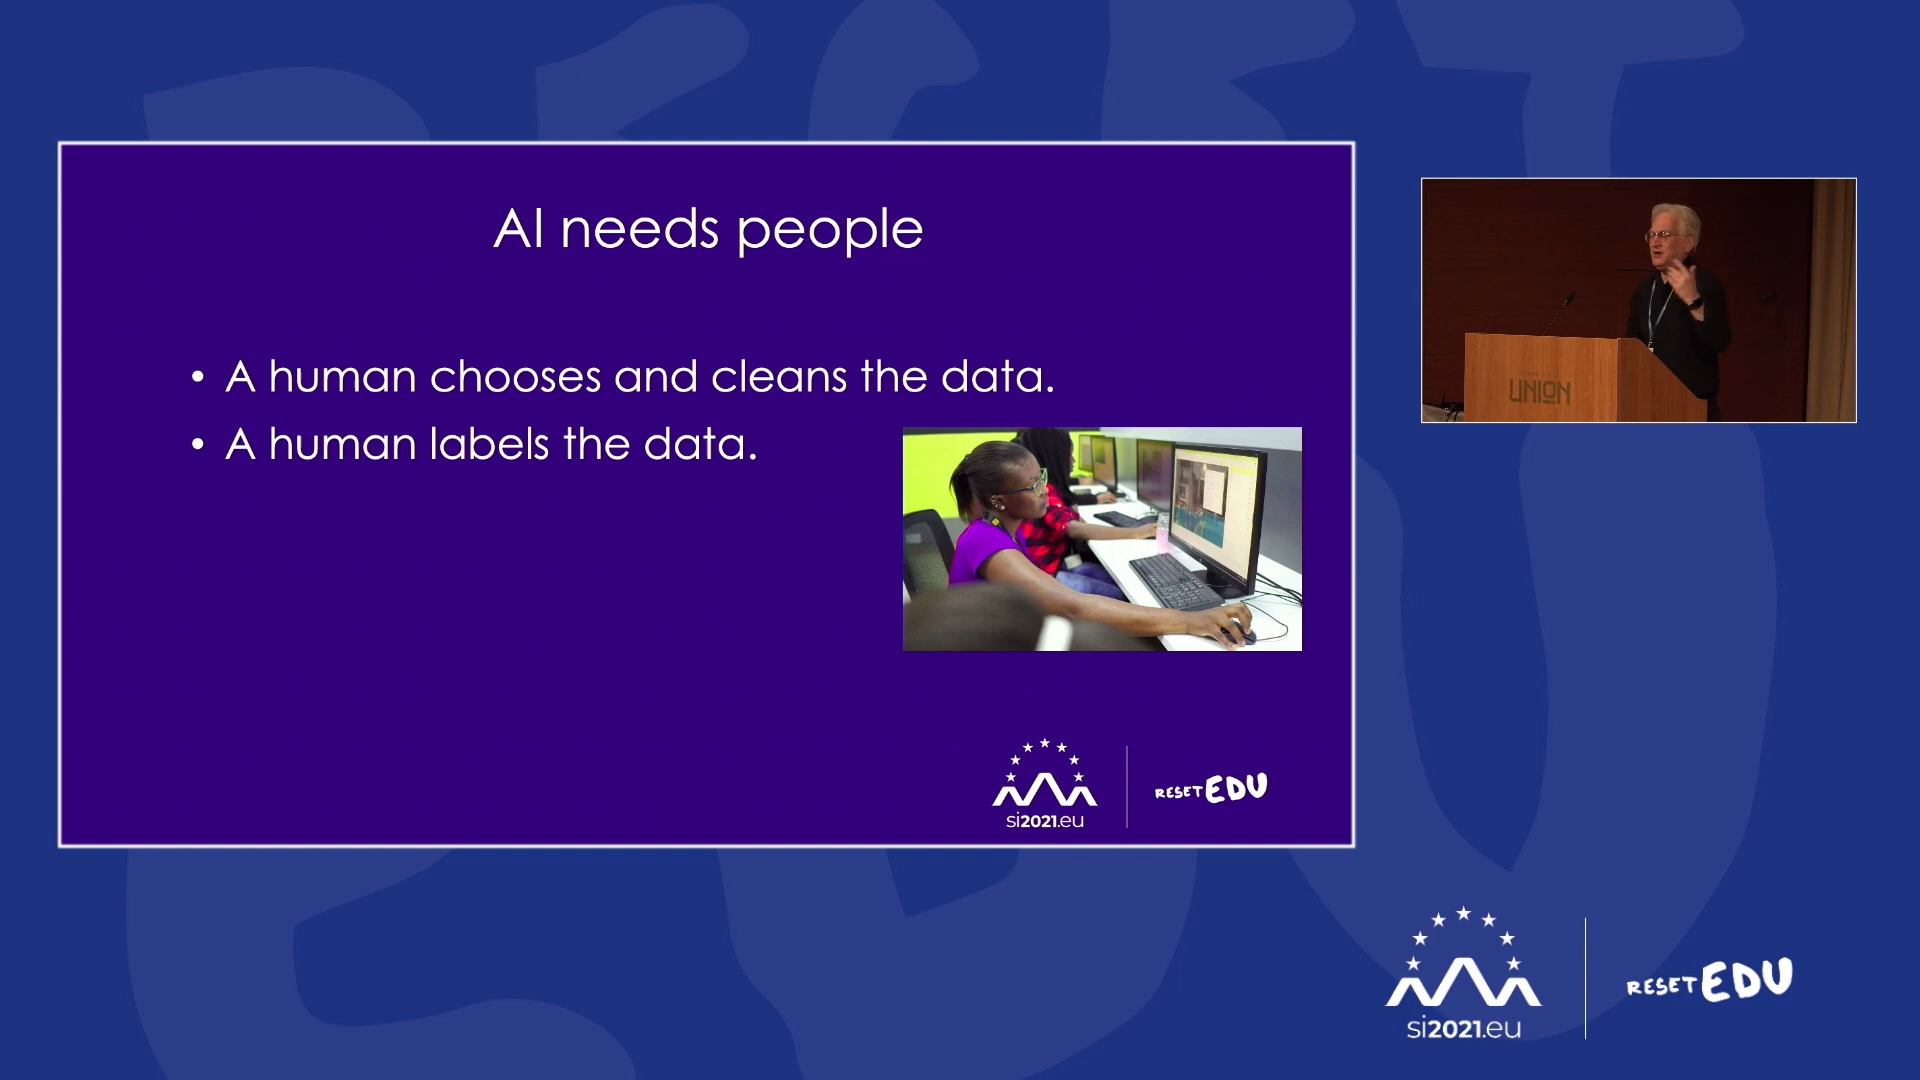 AI needs people
• A human chooses and cleans the data.
• A human labels the data.
si2021.eu
RESET EDU
UNION
si2021.eu
RESET EDU